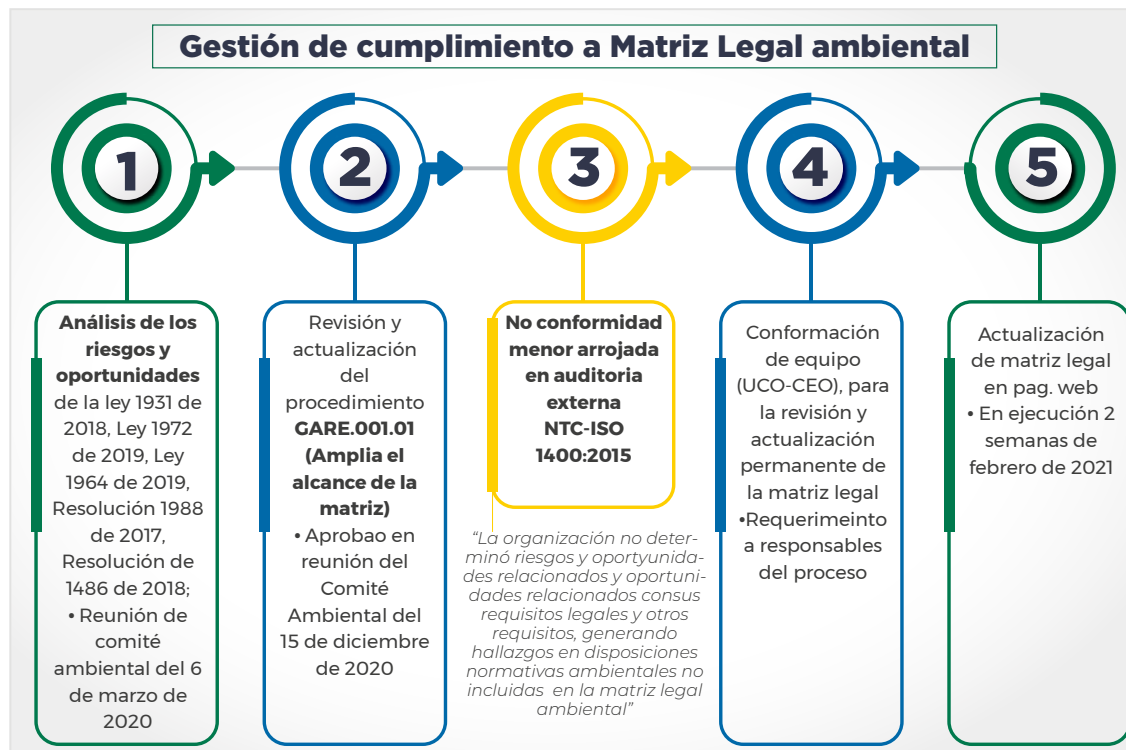 Gestión de cumplimiento a Matriz Legal ambiental
1
2
3
4
5
Análisis de los
riesgos y
oportunidades
de la ley 1931 de
2018, Ley 1972
de 2019, Ley
1964 de 2019,
Resolución 1988
de 2017,
Resolución de
1486 de 2018;
• Reunión de
comité
ambiental del 6
de marzo de
2020
Revisión y
actualización
del
procedimiento
GARE.001.01
(Amplia el
alcance de la
matriz)
• Aprobao en
reunión del
Comité
Ambiental del
15 de diciembre
de 2020
No conformidad
menor arrojada
en auditoria
externa
NTC-ISO
1400:2015
“La organización no deter-
minó riesgos y oportyunida-
des relacionados y oportuni-
dades relacionados consus
requisitos legales y otros
requisitos, generando
hallazgos en disposiciones
normativas ambientales no
incluidas en la matriz legal
ambiental”
Conformación
de equipo
(UCO-CEO), para
la revisión y
actualización
permanente de
la matriz legal
•Requerimeinto
a responsables
del proceso
Actualización
de matriz legal
en pag. web
• En ejecución 2
semanas de
febrero de 2021